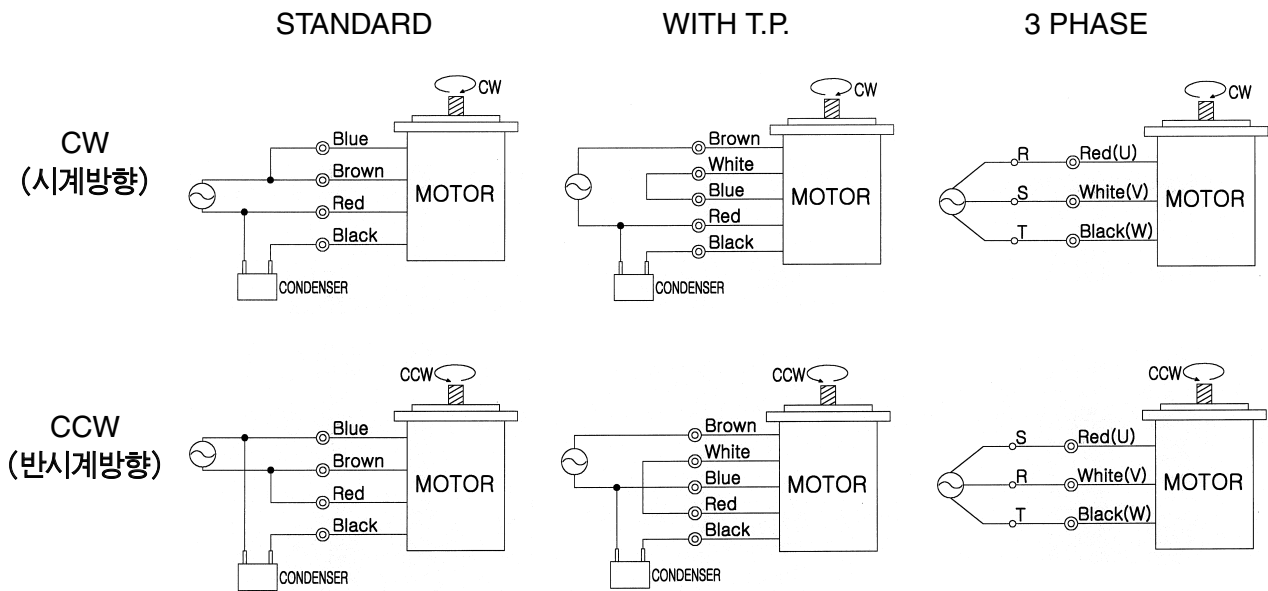 STANDARD
WITH T.P.
3 PHASE
CW
(시계방향)
CW
Blue
Brown
Red
Black
MOTOR
CONDENSER
CW
Brown
White
Blue
Red
Black
MOTOR
CONDENSER
CW
R
S
T
Red(U)
White(V)
Black(W)
MOTOR
CCW
(반시계방향)
CCW
Blue
Brown
Red
Black
MOTOR
CONDENSER
CCW
Brown
White
Blue
Red
Black
MOTOR
CONDENSER
CCW
S
R
T
Red(U)
White(V)
Black(W)
MOTOR